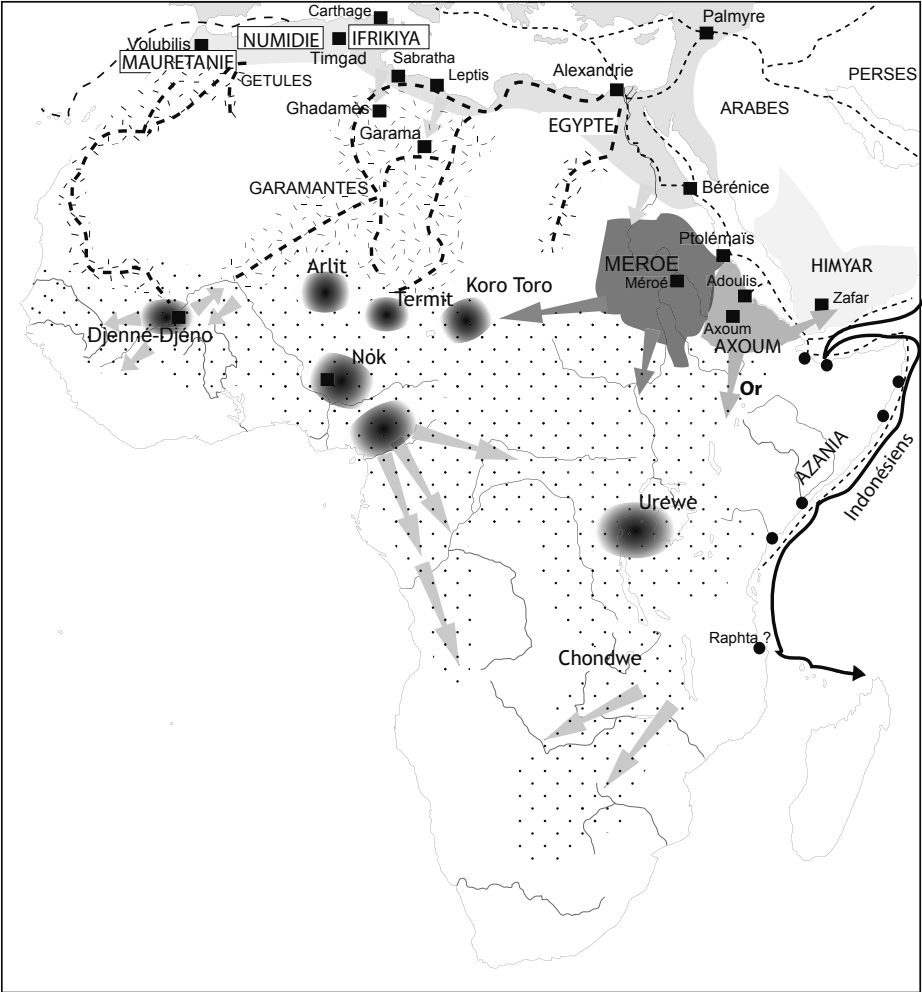 Carthage
Palmyre
Volubilis
NUMIDIE
IFRIKIYA
MAURETANIE
Timgad
Sabratha
GETULES
Leptis
Alexandrie
PERSES
Ghadamès
ARABES
Garama
EGYPTE
GARAMANTES
Bérénice
Ptolémaïs
Arlit
MEROE
HIMYAR
Koro Toro
Méroé
Adoulis
Termit
Zafar
Djenné-Djéno
Axoum
AXOUM
Nok
Or
AZANIA
Indonésiens
Urewe
Raphta ?
Chondwe